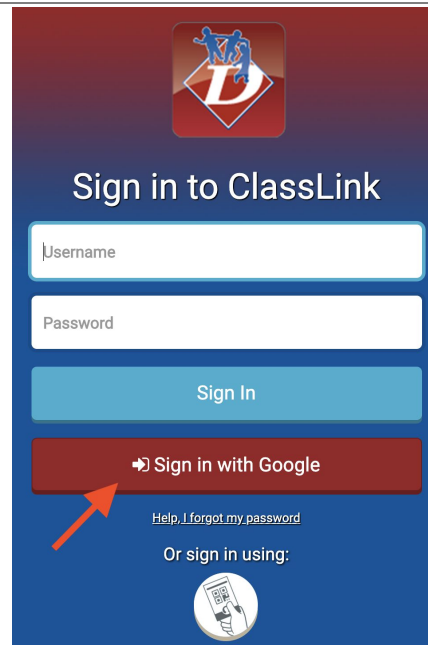 D
Sign in to ClassLink
Username
Password
Sign In
Sign in with Google
Help, I forgot my password
Or sign in using: